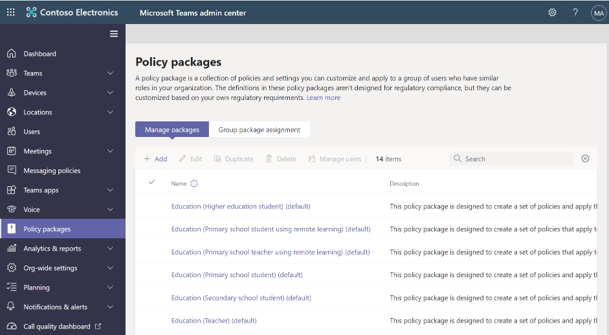 Contoso Electronics
Microsoft Teams admin center
?
MA
Dashboard
Teams
Devices
Locations
Users
Meetings
Messaging policies
Teams apps
Voice
Policy packages
Analytics & reports
Org-wide settings
Planning
Notifications & alerts
Call quality dashboard
Policy packages
A policy package is a collection of policies and settings you can customize and apply to a group of users who have similar
roles in your organization. The definitions in these policy packages aren't designed for regulatory compliance, but they can be
customized based on your own regulatory requirements. Learn more
Manage packages Group package assignment
+ Add Edit Duplicate Delete Manage users | 14 items Search
Name Description
Education (Higher education student) (default) This policy package is designed to create a set of policies and apply th
Education (Primary school student using remote learning) (default) This policy package is designed to create a set of policies that apply to
Education (Primary school teacher using remote learning) (default) This policy package is designed to create a set of policies that apply to
Education (Primary school student) (default) This policy package is designed to create a set of policies and apply th
Education (Secondary school student) (default) This policy package is designed to create a set of policies and apply th
Education (Teacher) (default) This policy package is designed to create a set of policies and apply th